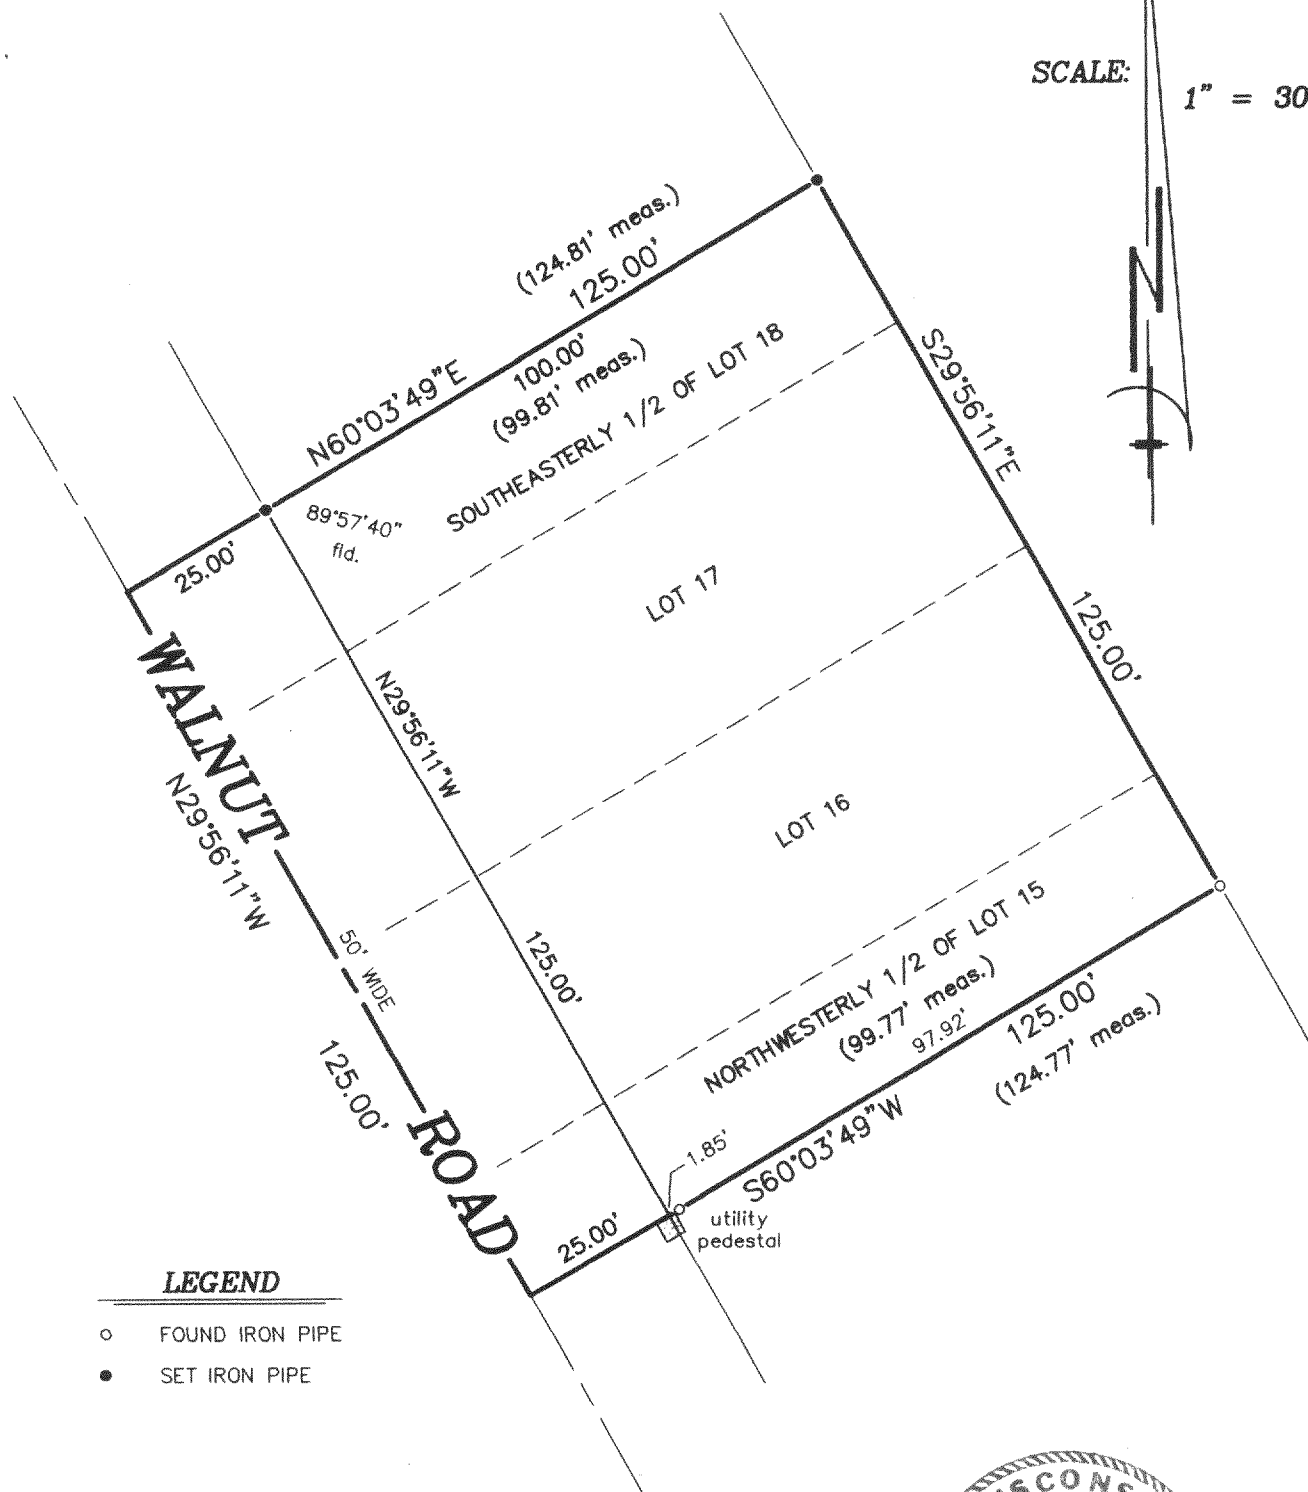 SCALE:
1" = 30
(124.81' meas.)
125.00'
N60°03'49"E
100.00'
(99.81' meas.)
SOUTHEASTERLY 1/2 OF LOT 18
S29°56'11"E
89°57'40"
fld.
25.00'
LOT 17
125.00'
WALNUT
N29°56'11"W
N29°56'11"W
LOT 16
50' WIDE
125.00'
NORTHWESTERLY 1/2 OF LOT 15
(99.77' meas.)
97.92'
125.00'
(124.77' meas.)
125.00'
ROAD
1.85'
S60°03'49"W
25.00'
utility
pedestal
LEGEND
FOUND IRON PIPE
SET IRON PIPE
SCONS